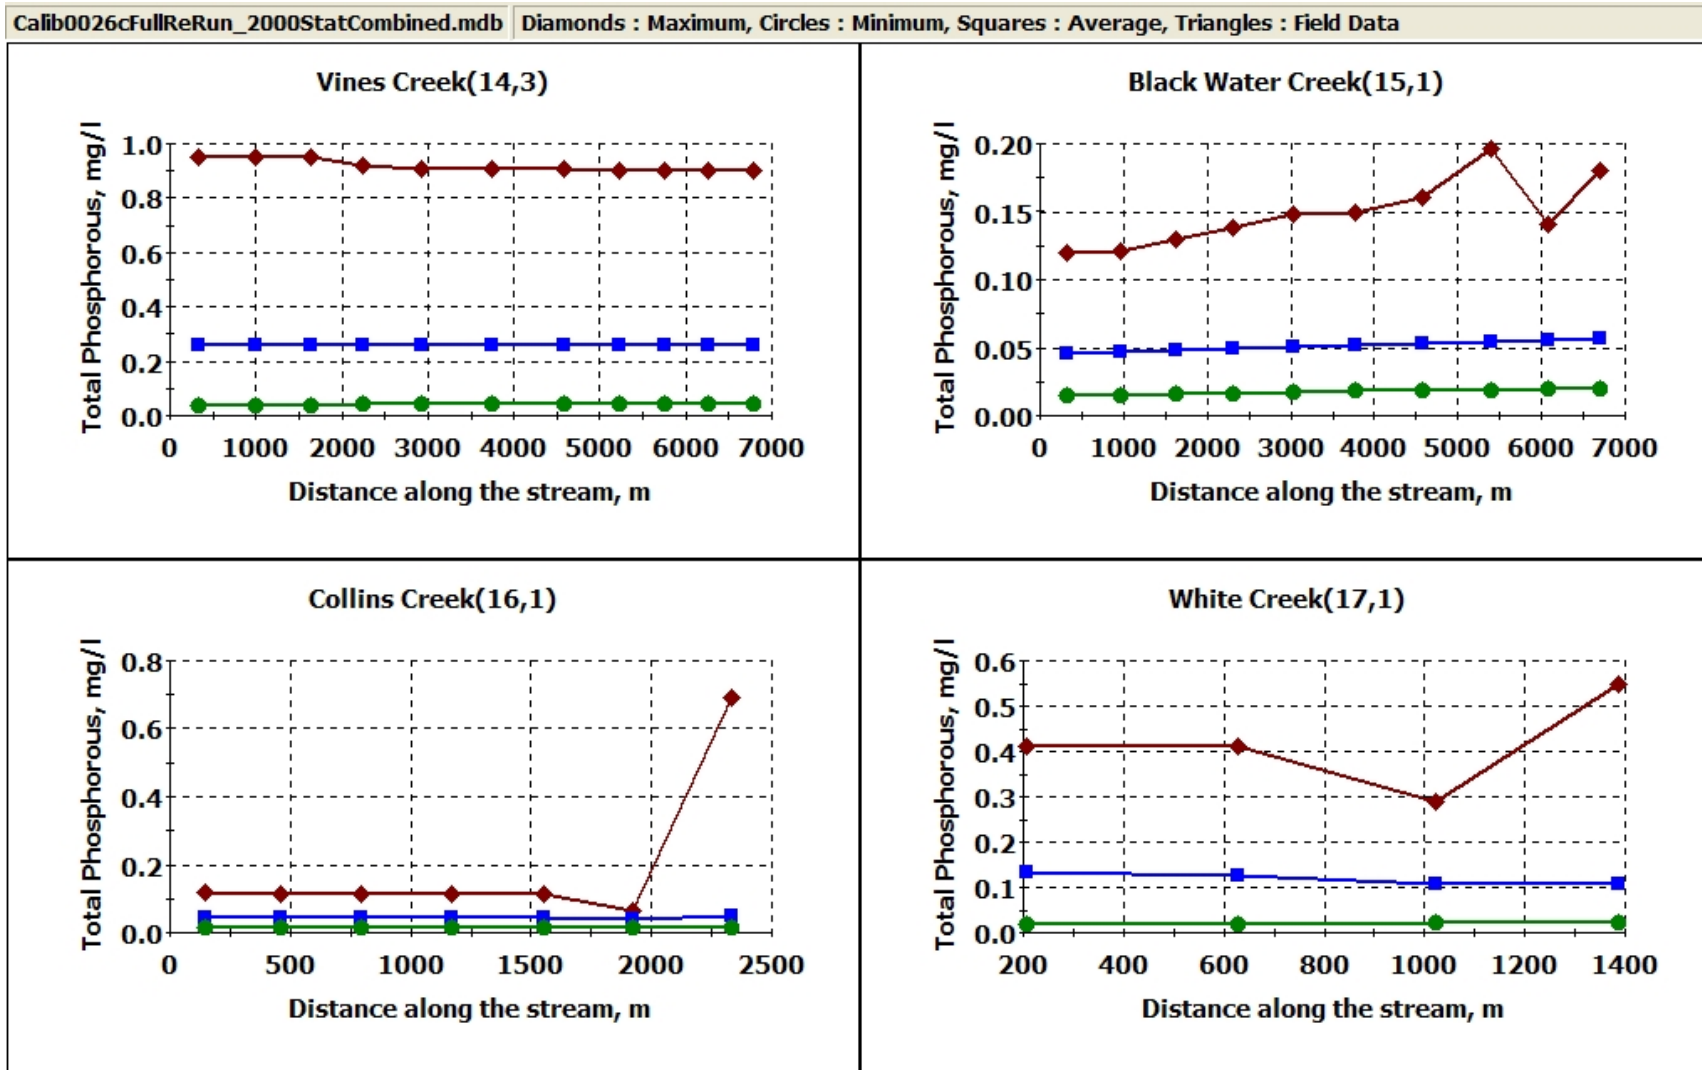 Calib0026cFullReRun_2000StatCombined.mdb Diamonds : Maximum, Circles : Minimum, Squares : Average, Triangles : Field Data
Vines Creek(14,3)
Total Phosphorous, mg/l
1.0
0.8
0.6
0.4
0.2
0.0
0 1000 2000 3000 4000 5000 6000 7000
Distance along the stream, m
Black Water Creek(15,1)
Total Phosphorous, mg/l
0.20
0.15
0.10
0.05
0.00
0 1000 2000 3000 4000 5000 6000 7000
Distance along the stream, m
Collins Creek(16,1)
Total Phosphorous, mg/l
0.8
0.6
0.4
0.2
0.0
0 500 1000 1500 2000 2500
Distance along the stream, m
White Creek(17,1)
Total Phosphorous, mg/l
0.6
0.5
0.4
0.3
0.2
0.1
0.0
200 400 600 800 1000 1200 1400
Distance along the stream, m